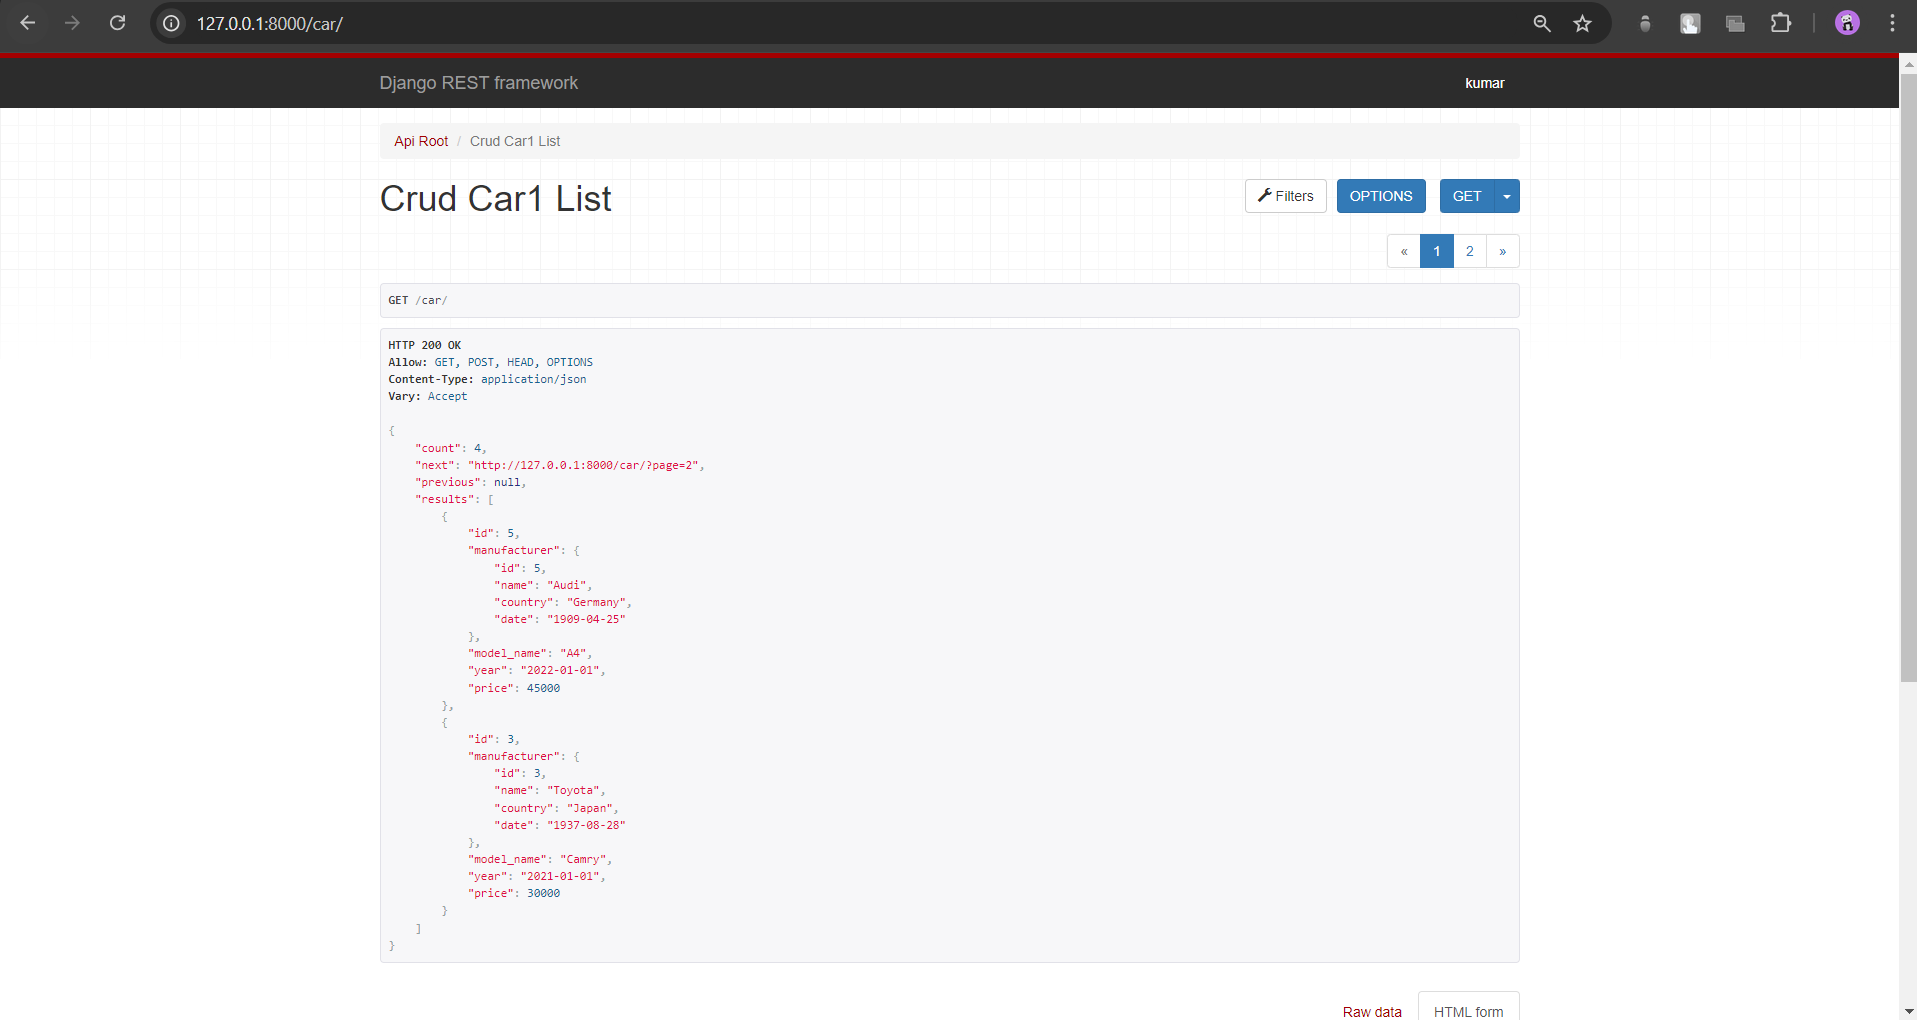 127.0.0.1:8000/car/
Django REST framework
kumar
Api Root / Crud Car1 List
Crud Car1 List
Filters
OPTIONS
GET
« 1 2 »
GET /car/
HTTP 200 OK
Allow: GET, POST, HEAD, OPTIONS
Content-Type: application/json
Vary: Accept
{
    "count": 4,
    "next": "http://127.0.0.1:8000/car/?page=2",
    "previous": null,
    "results": [
        {
            "id": 5,
            "manufacturer": {
                "id": 5,
                "name": "Audi",
                "country": "Germany",
                "date": "1909-04-25"
            },
            "model_name": "A4",
            "year": "2022-01-01",
            "price": 45000
        },
        {
            "id": 3,
            "manufacturer": {
                "id": 3,
                "name": "Toyota",
                "country": "Japan",
                "date": "1937-08-28"
            },
            "model_name": "Camry",
            "year": "2021-01-01",
            "price": 30000
        }
    ]
}
Raw data
HTML form